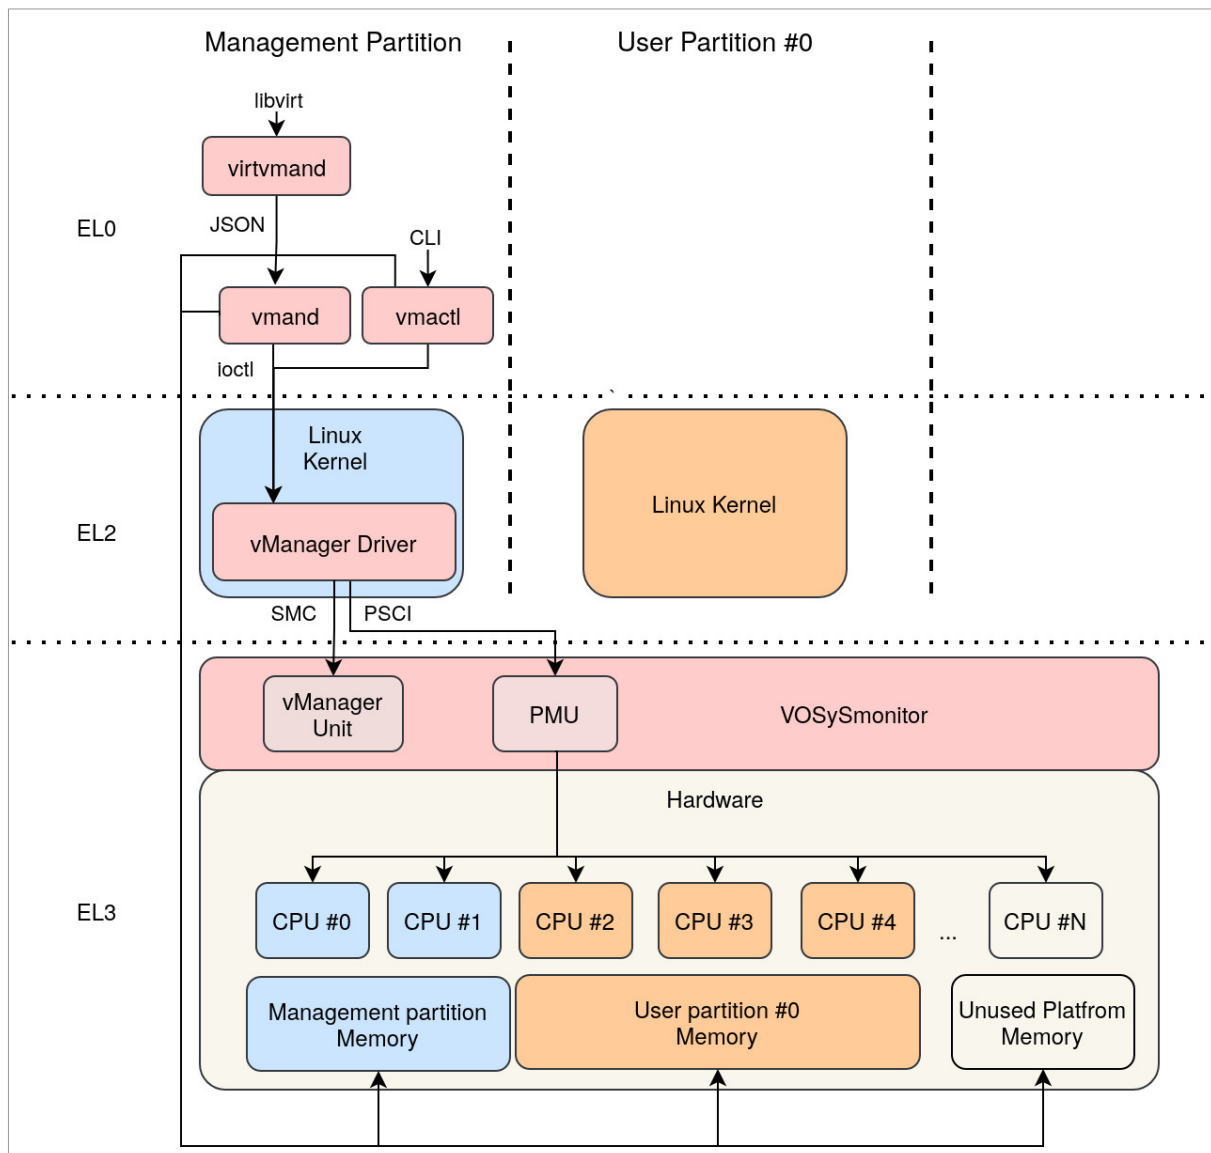 Management Partition
User Partition #0
libvirt
virtvmand
JSON
EL0
CLI
vmand
vmactl
ioctl
`
Linux
Kernel
Linux Kernel
EL2
vManager Driver
SMC
PSCI
vManager
Unit
PMU
VOSySmonitor
Hardware
EL3
CPU #0
CPU #1
CPU #2
CPU #3
CPU #4
...
CPU #N
Management partition
Memory
User partition #0
Memory
Unused Platfrom
Memory